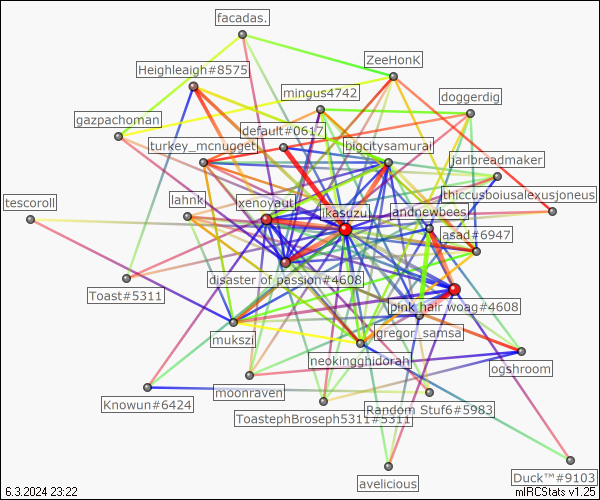 facadas.
ZeeHonK
Heighleaigh#8575
mingus4742
doggerdig
gazpachoman
default#0617
turkey_mcnugget
bigcitysamurai
jarlbreadmaker
lahnk
xenoyaut
thiccusboiusalexusjoneus
tescoroll
ikasuzu
andnewbees
asad#6947
disaster of passion#4608
Toast#5311
pink hair woag#4608
mukszi
gregor_samsa
neokingghidorah
ogshroom
moonraven
Knowun#6424
ToastephBroseph5311#5311
Random Stuf6#5983
avelicious
Duck™#9103
6.3.2024 23:22
mIRCStats v1.25